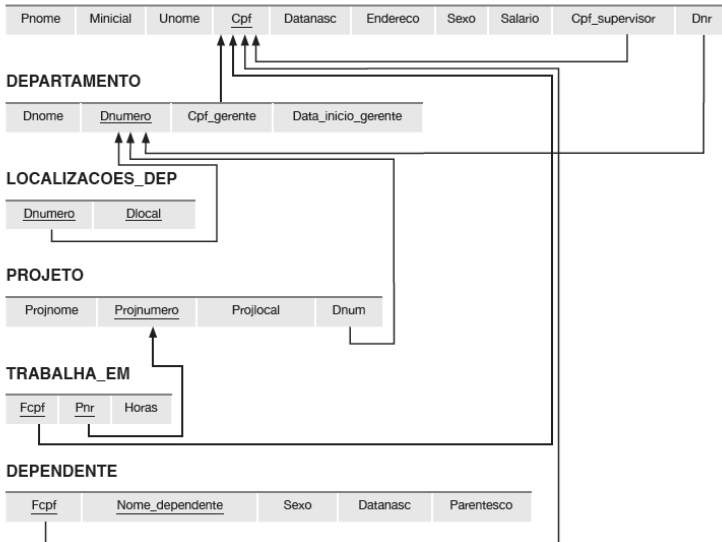 Pnome Minicial Unome Cpf Datanasc Endereco Sexo Salario Cpf_supervisor Dnr
DEPARTAMENTO
Dnome Dnumero Cpf_gerente Data_inicio_gerente
LOCALIZACOES_DEP
Dnumero Dlocal
PROJETO
Projnome Projnumero Projlocal Dnum
TRABALHA_EM
Fcpf Pnr Horas
DEPENDENTE
Fcpf Nome_dependente Sexo Datanasc Parentesco